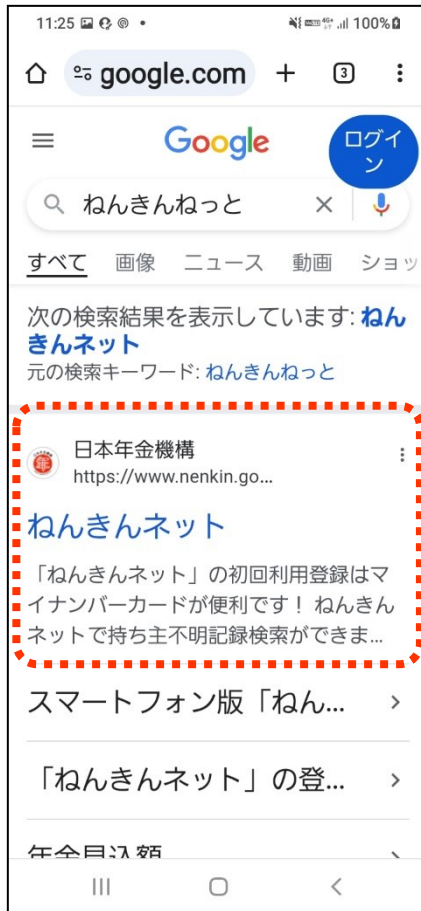 11:25 100%
google.com 3
Google ログイ
ン
ねんきんねっと
すべて 画像 ニュース 動画 ショッ
次の検索結果を表示しています: ねん
きんネット
元の検索キーワード: ねんきんねっと
日本年金機構
https://www.nenkin.go...
ねんきんネット
「ねんきんネット」の初回利用登録はマ
イナンバーカードが便利です！ ねんきん
ネットで持ち主不明記録検索ができま...
スマートフォン版「ねん...
「ねんきんネット」の登...
年金見込額